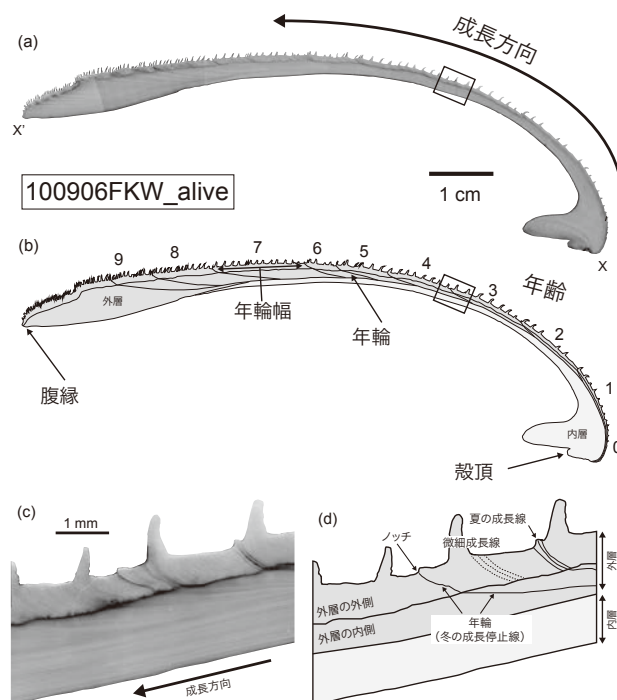 (a)
成長方向
X'
1 cm
100906FKW_alive
X
(b)
9
8
7
6
5
4
3
2
1
0
年齢
外層
年輪幅
年輪
腹縁
内層
殻頂
(c)
1 mm
成長方向
(d)
夏の成長線
ノッチ
微細成長線
外層
外層の外側
外層の内側
年輪
(冬の成長停止線)
内層